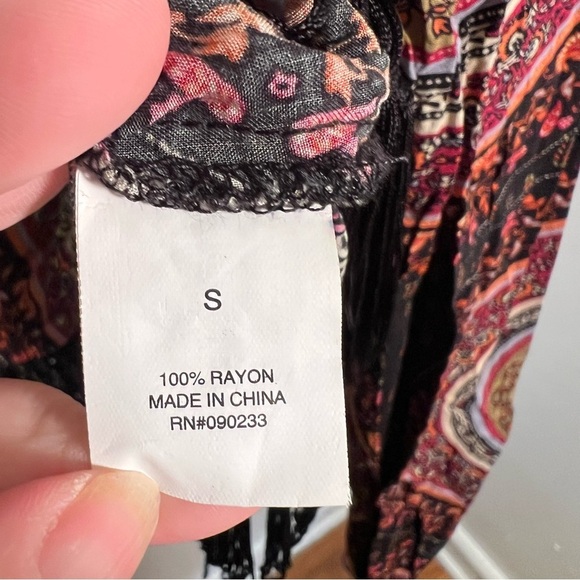 S
100% RAYON
MADE IN CHINA
RN#090233